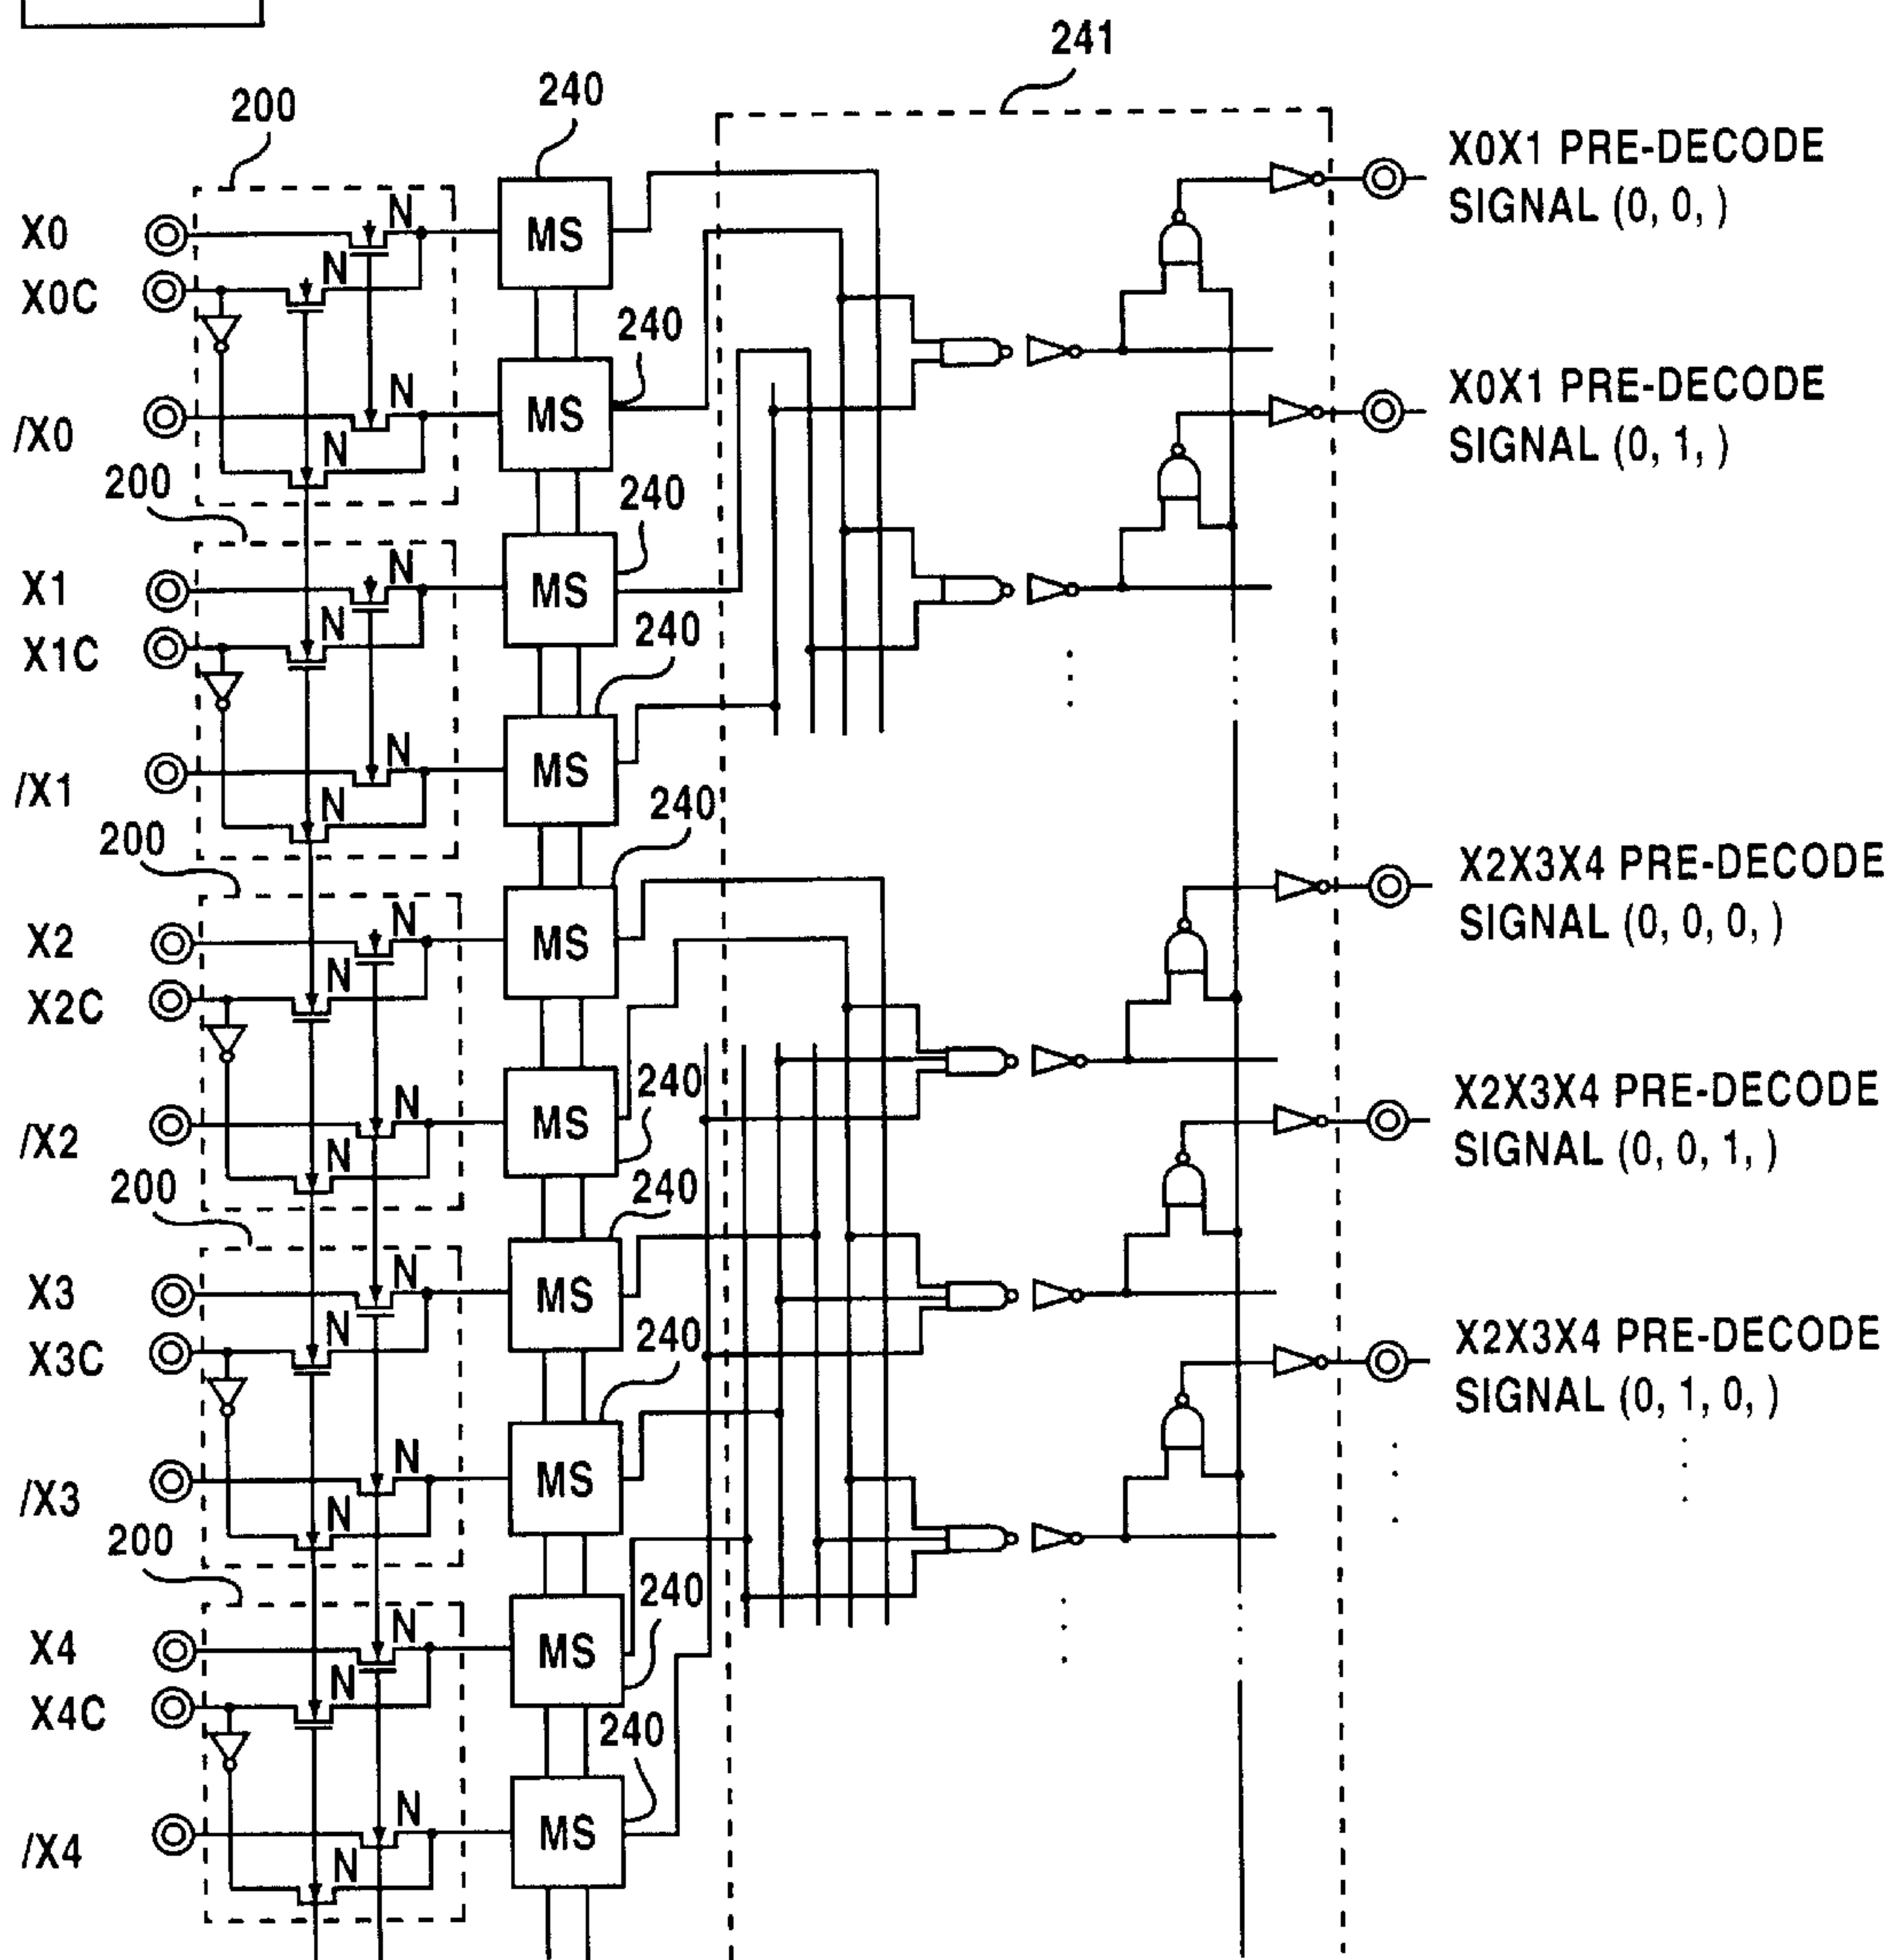 241
240
200
X0X1 PRE-DECODE
SIGNAL (0, 0, )
X0
N
MS
X0C
N
240
/X0
N
MS
X0X1 PRE-DECODE
SIGNAL (0, 1, )
N
200
240
X1
N
MS
X1C
N
240
/X1
N
MS
N
240
200
X2X3X4 PRE-DECODE
SIGNAL (0, 0, 0, )
X2
N
MS
X2C
N
240
/X2
N
MS
X2X3X4 PRE-DECODE
SIGNAL (0, 0, 1, )
N
200
240
X3
N
MS
X3C
N
240
X2X3X4 PRE-DECODE
SIGNAL (0, 1, 0, )
/X3
N
MS
N
200
240
X4
N
MS
X4C
N
240
/X4
N
MS
N